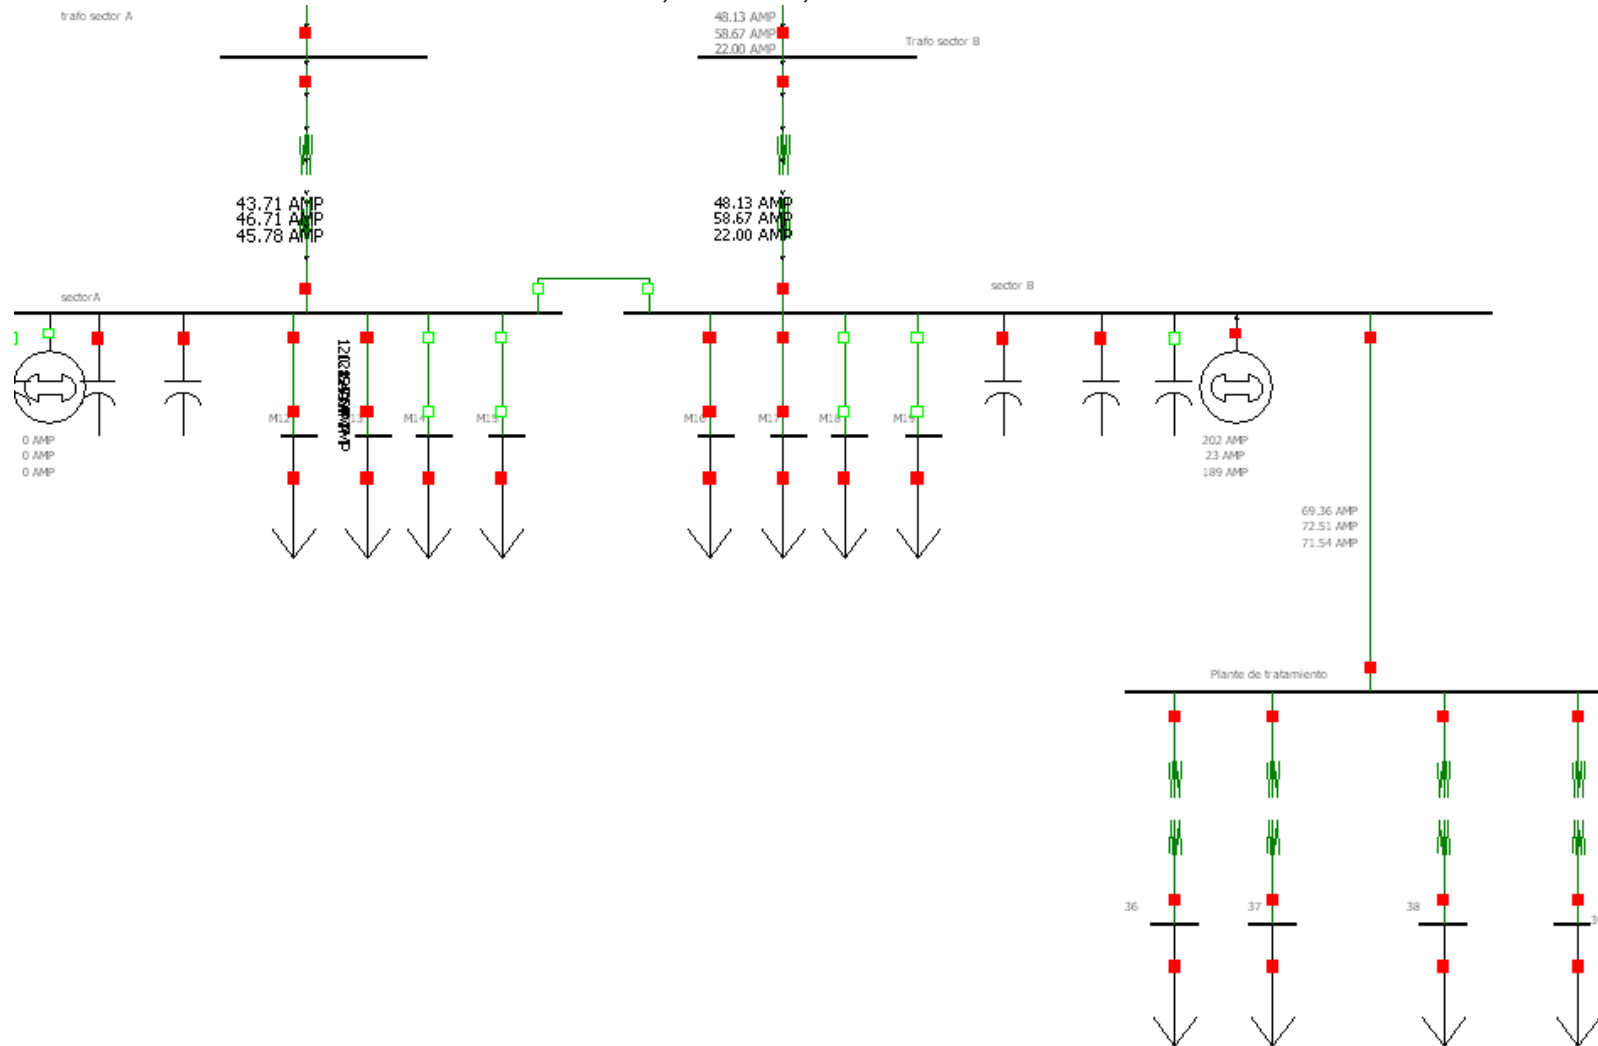 trafo sector A
48.13 AMP
58.67 AMP
22.00 AMP
Trafo sector B
43.71 AMP
46.71 AMP
45.78 AMP
48.13 AMP
58.67 AMP
22.00 AMP
sector A
sector B
M12
M14
M15
M16
M17
M18
M19
0 AMP
0 AMP
0 AMP
202 AMP
23 AMP
189 AMP
69.36 AMP
72.51 AMP
71.54 AMP
Plante de tratamiento
36
37
38